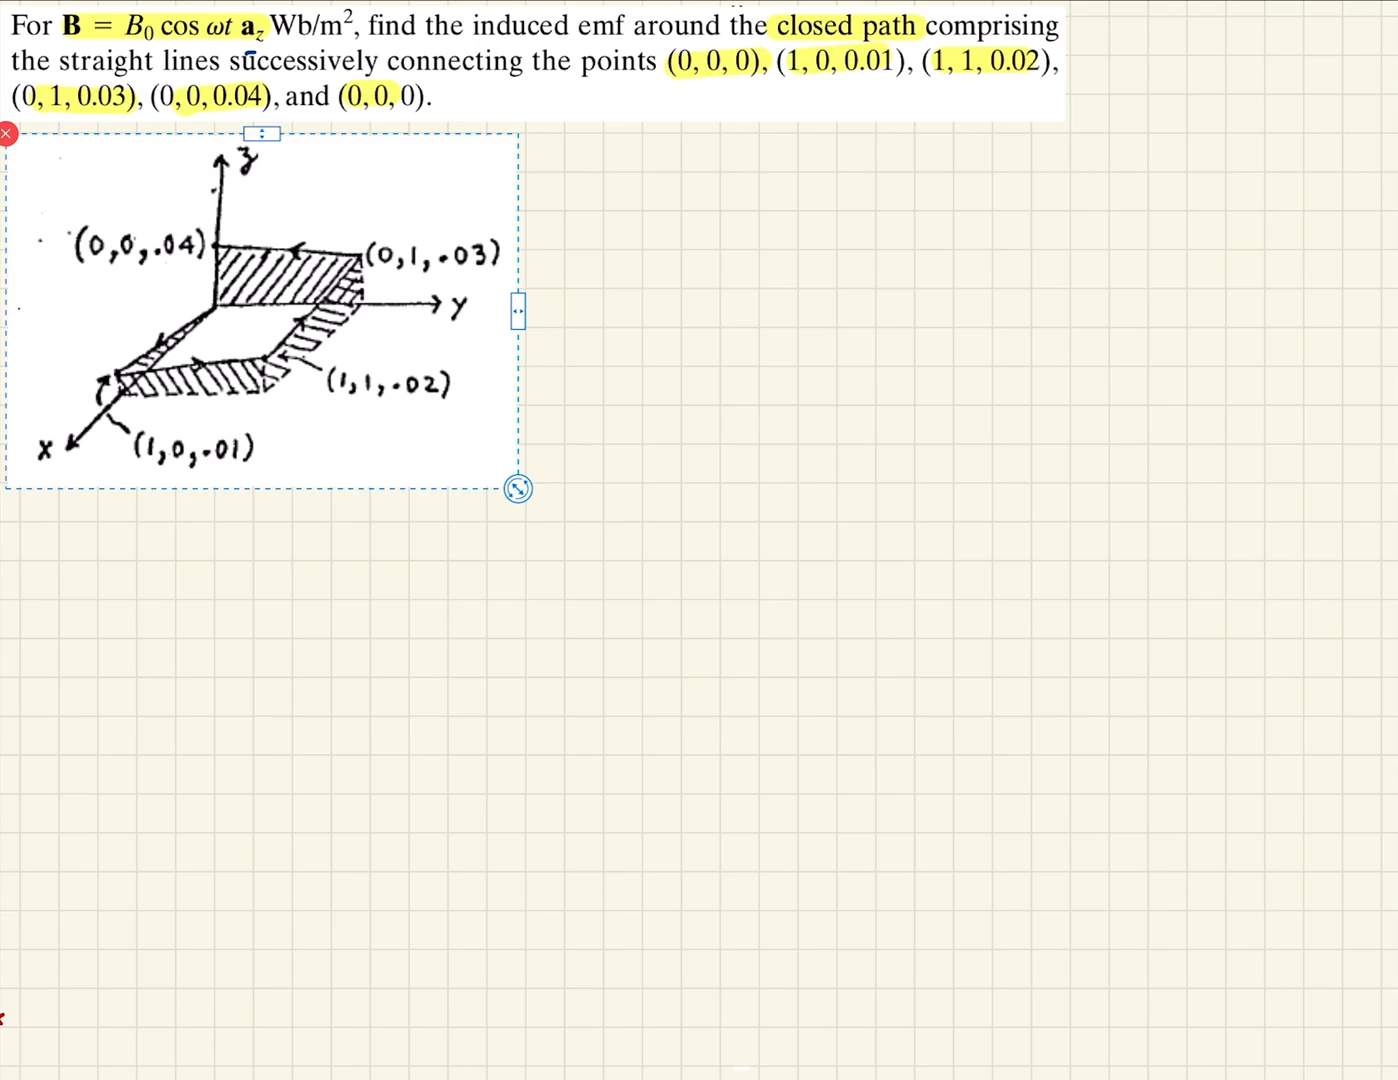 For B = B₀ cos ωt a_z Wb/m², find the induced emf around the closed path comprising
the straight lines successively connecting the points (0, 0, 0), (1, 0, 0.01), (1, 1, 0.02),
(0, 1, 0.03), (0, 0, 0.04), and (0, 0, 0).
z
(0,0,.04)
(0,1,.03)
y
(1,1,.02)
x
(1,0,.01)